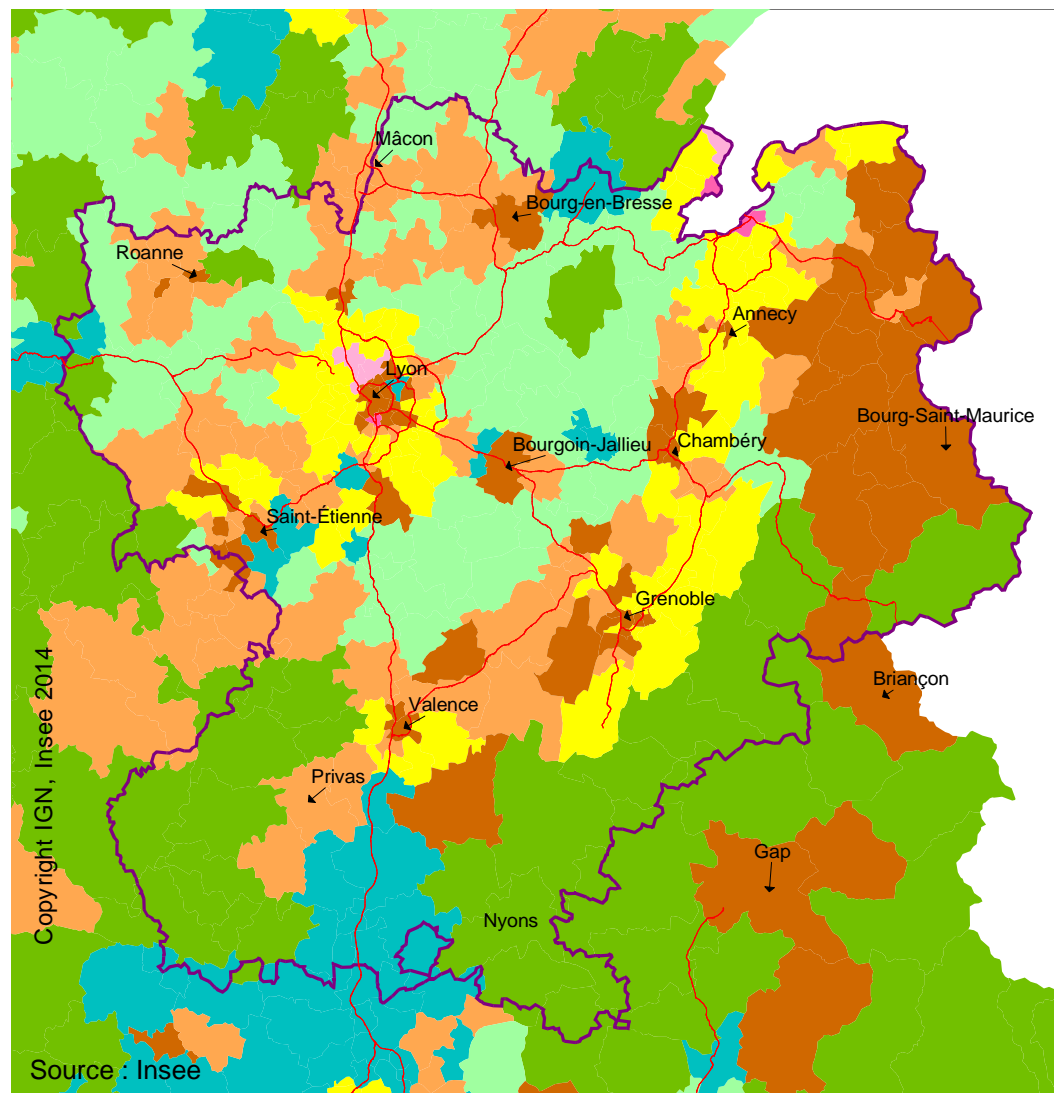 Mâcon
Bourg-en-Bresse
Roanne
Annecy
Lyon
Bourg-Saint-Maurice
Bourgoin-Jallieu
Chambéry
Saint-Étienne
Grenoble
Briançon
Valence
Privas
Gap
Nyons
Copyright IGN, Insee 2014
Source : Insee